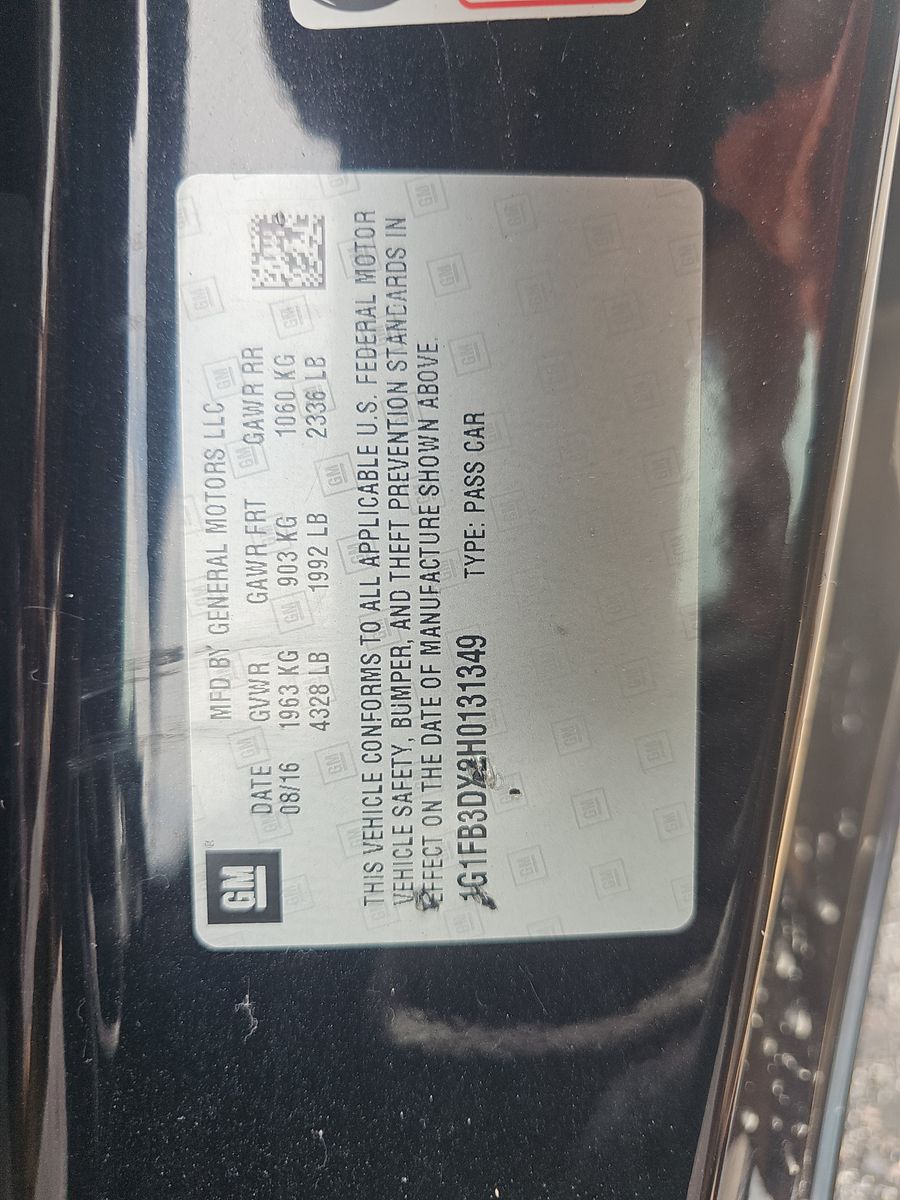 GM
MFD BY GENERAL MOTORS LLC
DATE GVWR GAWR FRT GAWR RR
08/16 1963 KG 903 KG 1060 KG
4328 LB 1992 LB 2336 LB
THIS VEHICLE CONFORMS TO ALL APPLICABLE U.S. FEDERAL MOTOR
VEHICLE SAFETY, BUMPER, AND THEFT PREVENTION STANDARDS IN
EFFECT ON THE DATE OF MANUFACTURE SHOWN ABOVE.
1G1FB3DX2H0131349 TYPE: PASS CAR